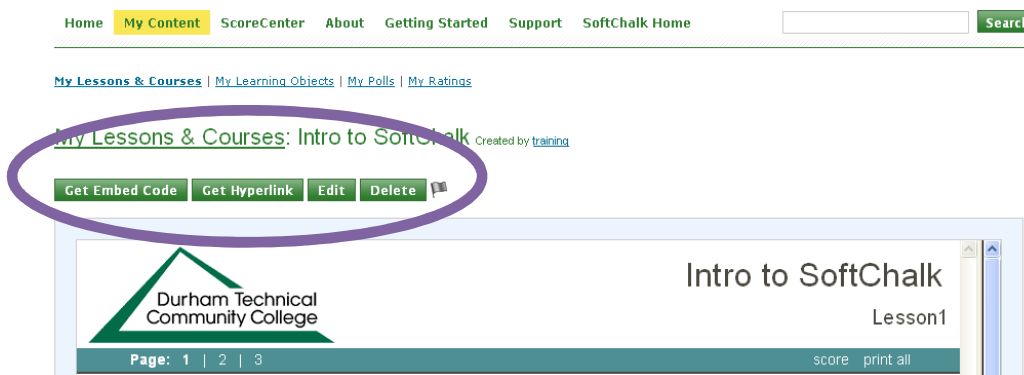 Home My Content ScoreCenter About Getting Started Support SoftChalk Home Search
My Lessons & Courses | My Learning Objects | My Polls | My Ratings
My Lessons & Courses: Intro to SoftChalk Created by training
Get Embed Code Get Hyperlink Edit Delete
Durham Technical
Community College
Intro to SoftChalk
Lesson1
Page: 1 | 2 | 3 score print all